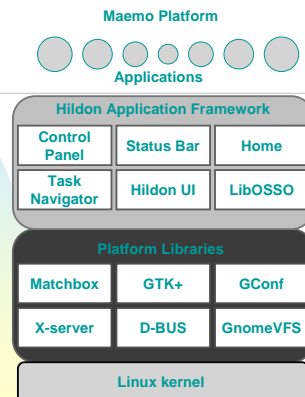 Maemo Platform
Applications
Hildon Application Framework
Control
Panel
Status Bar
Home
Task
Navigator
Hildon UI
LibOSSO
Platform Libraries
Matchbox
GTK+
GConf
X-server
D-BUS
GnomeVFS
Linux kernel